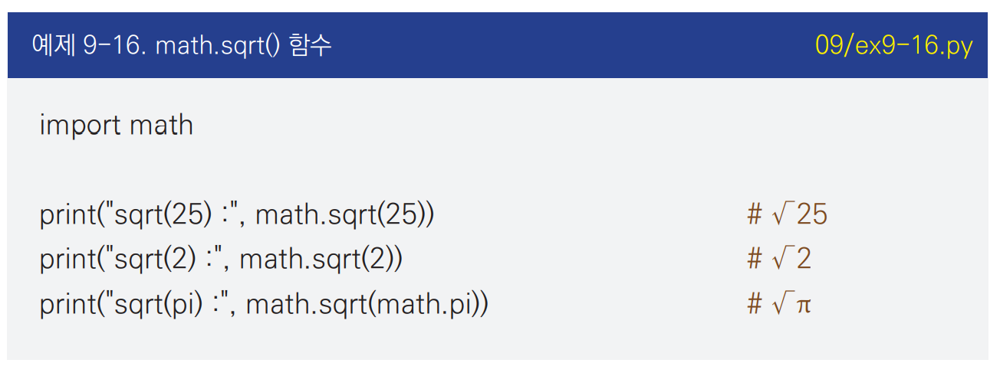 예제 9-16. math.sqrt() 함수 09/ex9-16.py
import math
print("sqrt(25) :", math.sqrt(25)) # √25
print("sqrt(2) :", math.sqrt(2)) # √2
print("sqrt(pi) :", math.sqrt(math.pi)) # √π